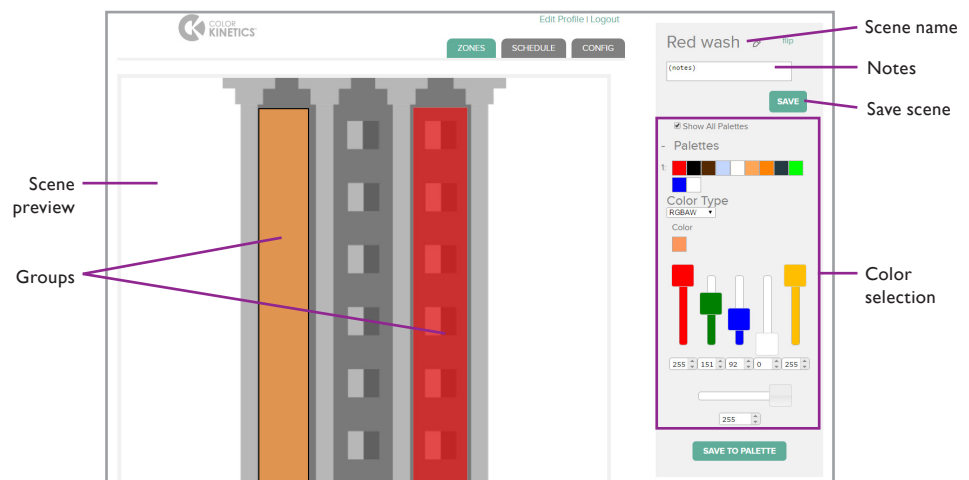 Edit Profile | Logout
COLOR
KINETICS
ZONES
SCHEDULE
CONFIG
Red wash
flip
(notes)
SAVE
Show All Palettes
- Palettes
1:
Color Type
RGBAW
Color
255
151
92
0
255
255
SAVE TO PALETTE
Scene name
Notes
Save scene
Scene
preview
Groups
Color
selection